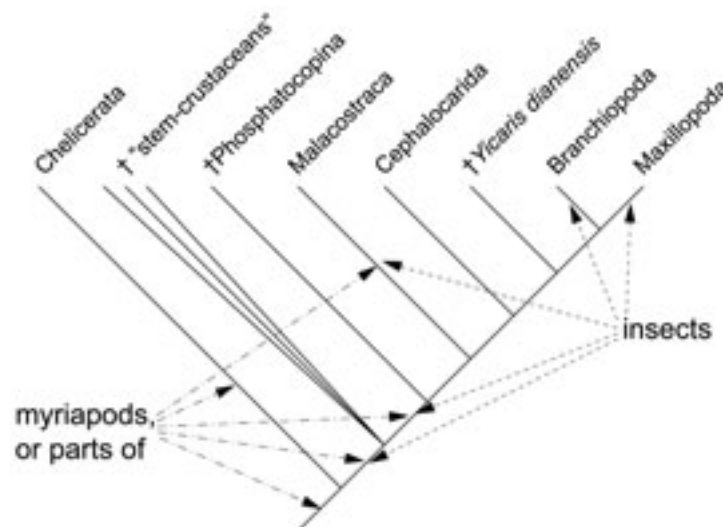 Chelicerata
† "stem-crustaceans"
†Phosphatocopina
Malacostraca
Cephalocarida
†Yicaris dianensis
Branchiopoda
Maxillopoda
insects
myriapods,
or parts of